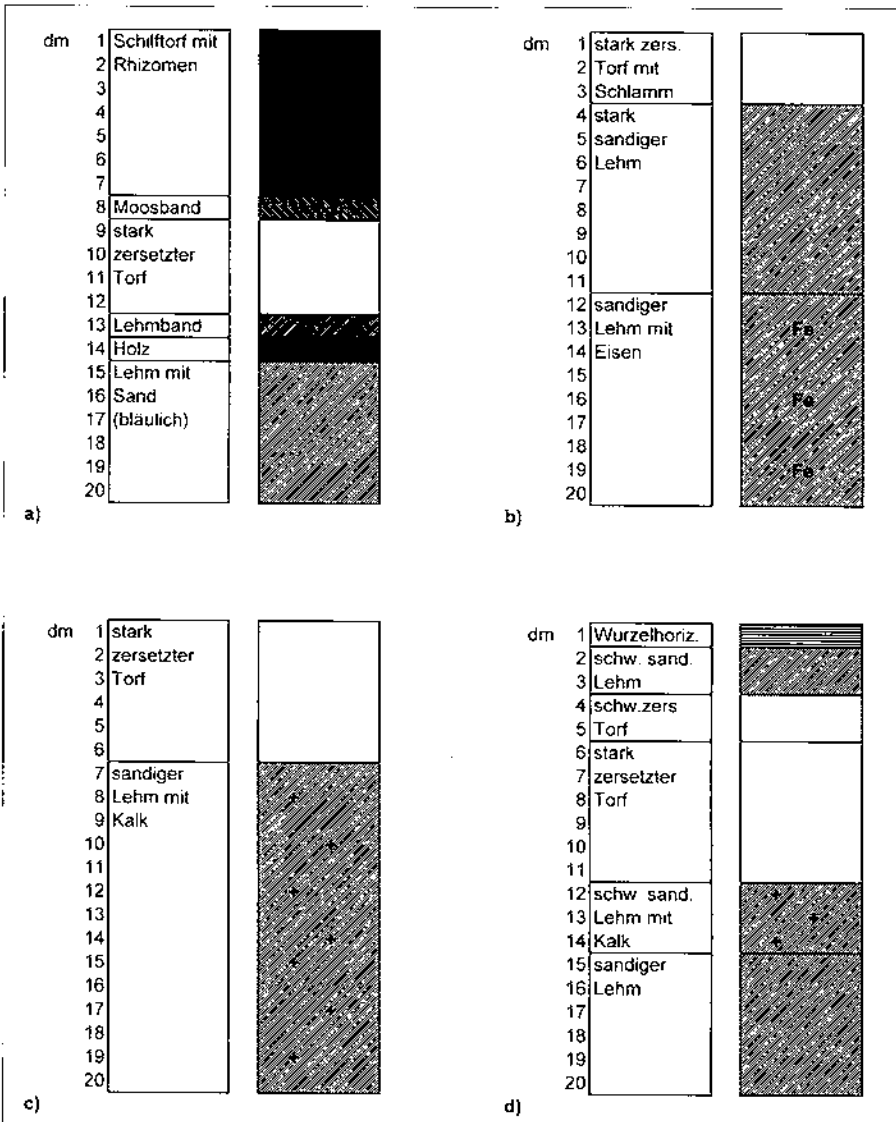 dm
1 Schilftorf mit
2 Rhizomen
3
4
5
6
7
8 Moosband
9 stark
10 zersetzter
11 Torf
12
13 Lehmband
14 Holz
15 Lehm mit
16 Sand
17 (bläulich)
18
19
20
a)
dm
1 stark zers.
2 Torf mit
3 Schlamm
4 stark
5 sandiger
6 Lehm
7
8
9
10
11
12 sandiger
13 Lehm mit Fe
14 Eisen
15
16 Fe
17
18
19 Fe
20
b)
dm
1 stark
2 zersetzter
3 Torf
4
5
6
7 sandiger
8 Lehm mit
9 Kalk
10
11
12
13
14
15
16
17
18
19
20
c)
dm
1 Wurzelhoriz.
2 schw. sand.
3 Lehm
4 schw.zers
5 Torf
6 stark
7 zersetzter
8 Torf
9
10
11
12 schw sand.
13 Lehm mit
14 Kalk
15 sandiger
16 Lehm
17
18
19
20
d)